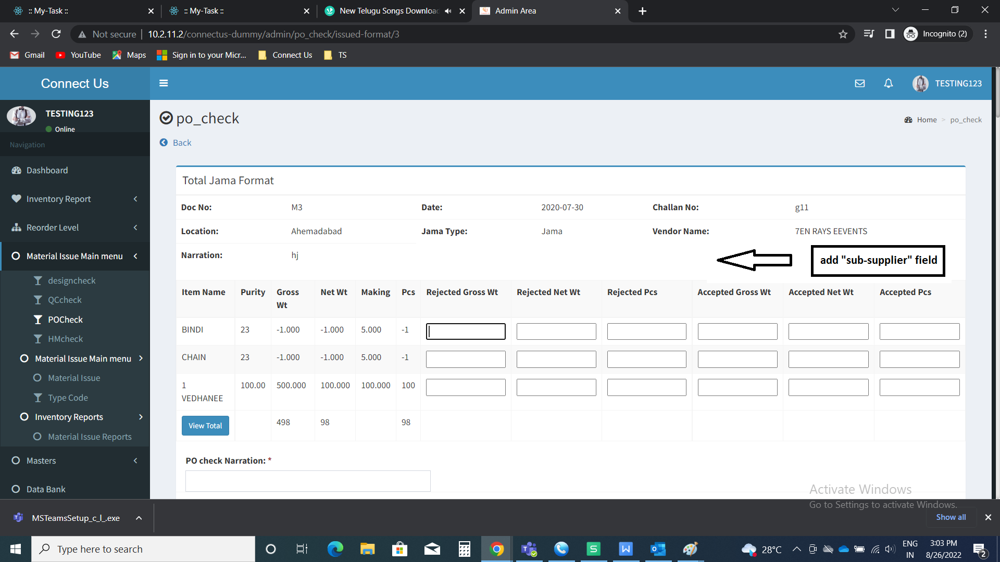 :: My-Task ::
:: My-Task ::
New Telugu Songs Downloa
Admin Area
Not secure
10.2.11.2/connectus-dummy/admin/po_check/issued-format/3
Incognito (2)
Gmail
YouTube
Maps
Sign in to your Micr...
Connect Us
TS
Connect Us
TESTING123
TESTING123
Online
Navigation
Dashboard
Inventory Report
Reorder Level
Material Issue Main menu
designcheck
QCcheck
POCheck
HMcheck
Material Issue Main menu
Material Issue
Type Code
Inventory Reports
Material Issue Reports
Masters
Data Bank
po_check
Home > po_check
Back
Total Jama Format
Doc No: M3 Date: 2020-07-30 Challan No: g11
Location: Ahemadabad Jama Type: Jama Vendor Name: 7EN RAYS EEVENTS
Narration: hj
add "sub-supplier" field
Item Name Purity Gross Wt Net Wt Making Pcs Rejected Gross Wt Rejected Net Wt Rejected Pcs Accepted Gross Wt Accepted Net Wt Accepted Pcs
BINDI 23 -1.000 -1.000 5.000 -1
CHAIN 23 -1.000 -1.000 5.000 -1
1 VEDHANEE 100.00 500.000 100.000 100.000 100
View Total 498 98 98
PO check Narration: *
Activate Windows
Go to Settings to activate Windows.
MSTeamsSetup_c_l_.exe
Show all
Type here to search
28°C
ENG
IN
3:03 PM
8/26/2022
2